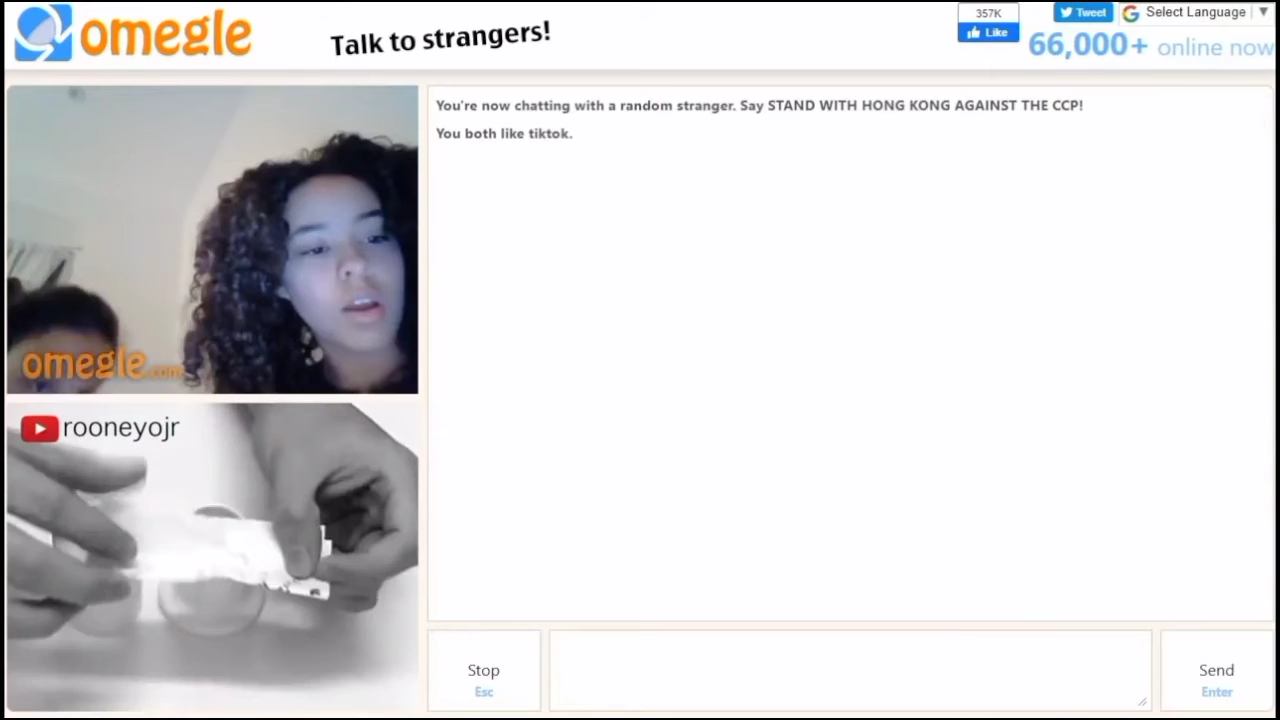 omegle
Talk to strangers!
357K
Like
Tweet
Select Language
66,000+ online now
You're now chatting with a random stranger. Say STAND WITH HONG KONG AGAINST THE CCP!
You both like tiktok.
omegle.com
rooneyojr
Stop
Esc
Send
Enter